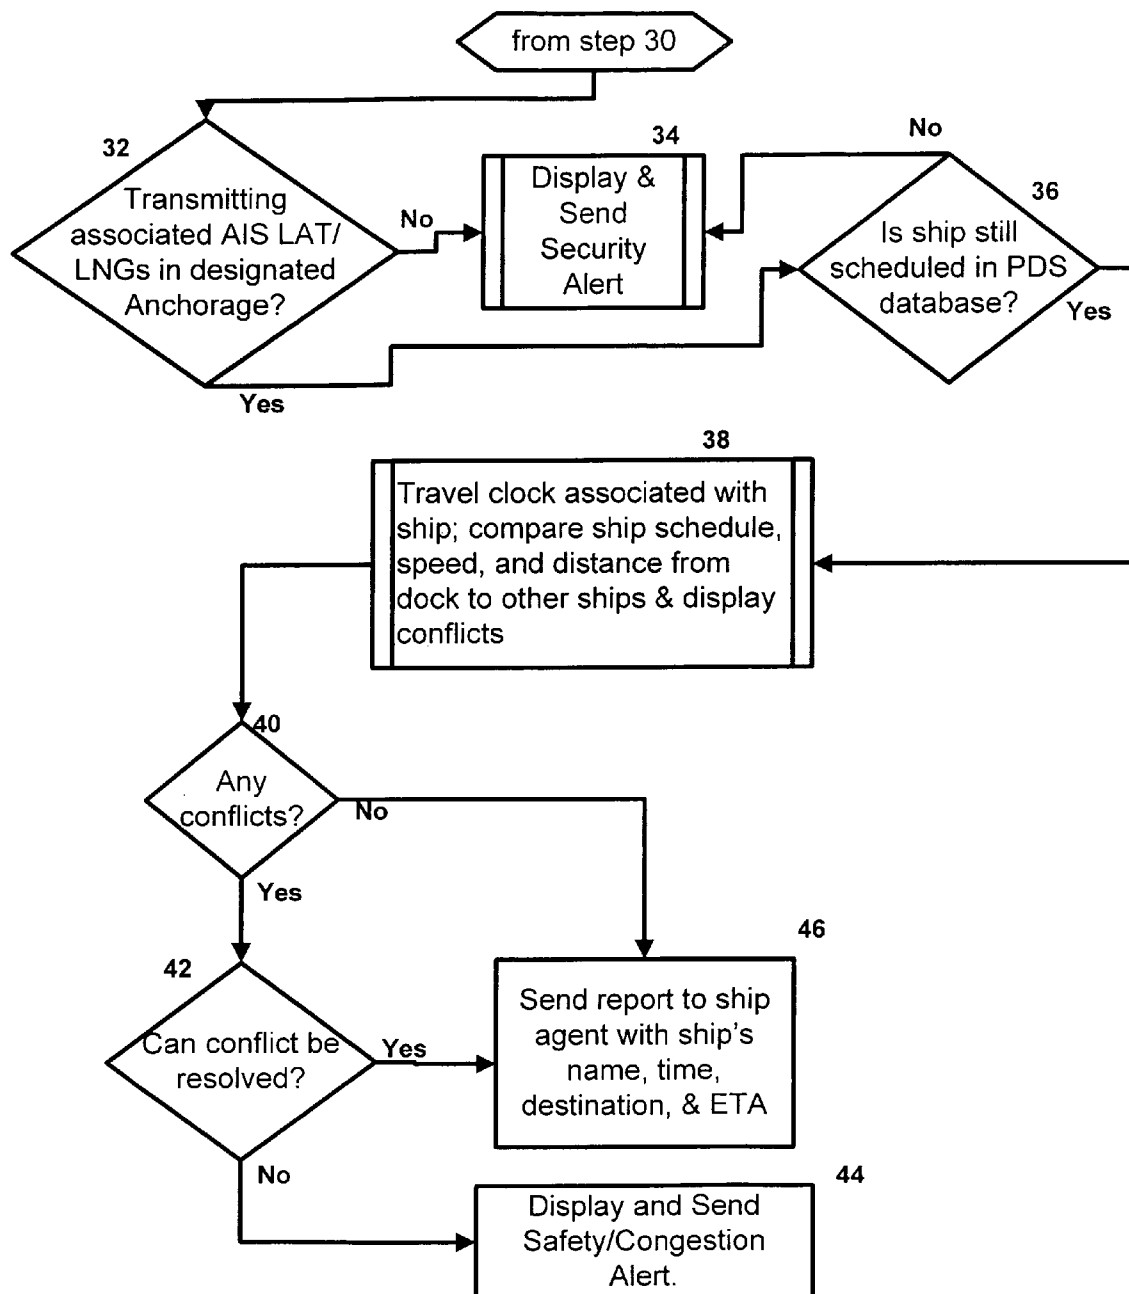 from step 30
32
Transmitting
associated AIS LAT/
LNGs in designated
Anchorage?
No
Yes
34
Display &
Send
Security
Alert
No
36
Is ship still
scheduled in PDS
database?
Yes
38
Travel clock associated with
ship; compare ship schedule,
speed, and distance from
dock to other ships & display
conflicts
40
Any
conflicts?
No
Yes
42
Can conflict be
resolved?
Yes
No
46
Send report to ship
agent with ship's
name, time,
destination, & ETA
44
Display and Send
Safety/Congestion
Alert.